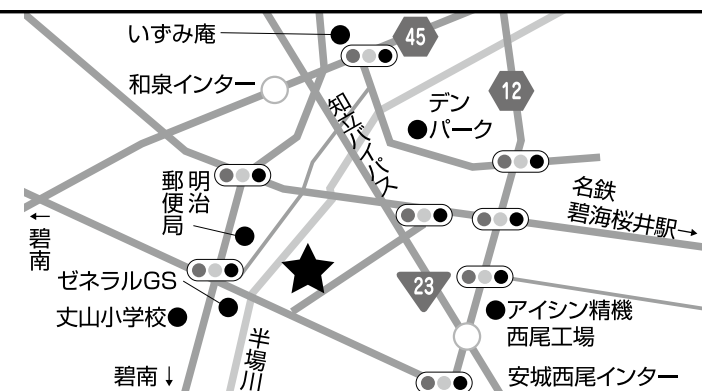 いずみ庵
45
和泉インター
12
デン
パーク
知立バイパス
明治
郵便局
名鉄
碧海桜井駅→
←
碧南
ゼネラルGS
23
丈山小学校
アイシン精機
西尾工場
半場川
碧南↓
安城西尾インター